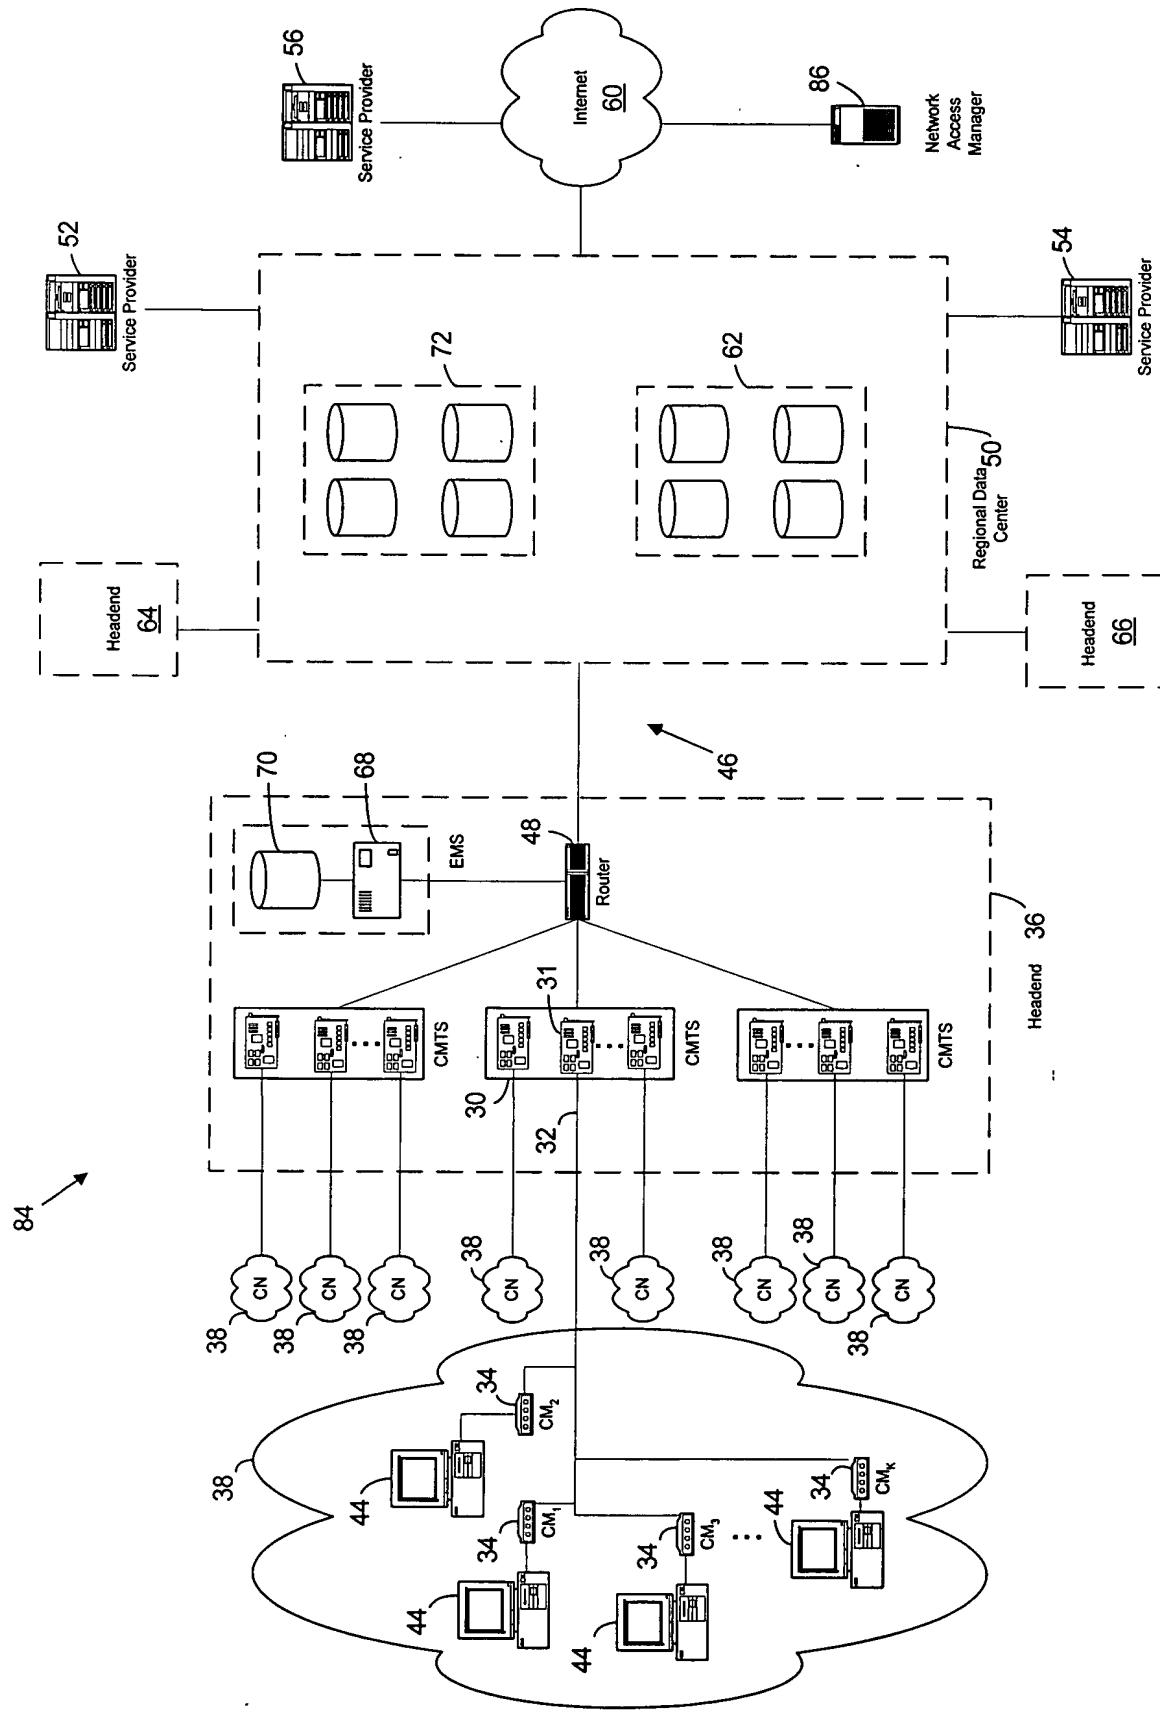 84
38
44
34
CM₂
44
34
CM₁
44
34
CM₃
44
34
CMₖ
38
CN
38
CN
38
CN
38
CN
38
CN
38
CN
38
CN
38
CN
32
30
31
CMTS
CMTS
CMTS
Headend 36
70
68
EMS
48
Router
46
Headend
64
Headend
66
72
62
Regional Data
Center
50
52
Service Provider
54
Service Provider
56
Service Provider
Internet
60
86
Network
Access
Manager